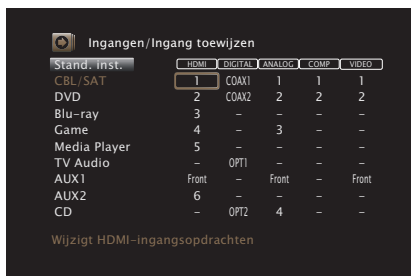 Ingangen/Ingang toewijzen
Stand. inst. HDMI DIGITAL ANALOG COMP VIDEO
CBL/SAT 1 COAX1 1 1 1
DVD 2 COAX2 2 2 2
Blu-ray 3 – – – –
Game 4 – 3 – –
Media Player 5 – – – –
TV Audio – OPT1 – – –
AUX1 Front – Front – Front
AUX2 6 – – – –
CD – OPT2 4 – –
Wijzigt HDMI-ingangsopdrachten